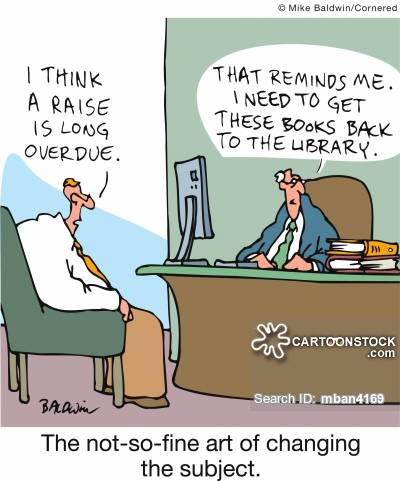 © Mike Baldwin/Cornered
I THINK
A RAISE
IS LONG
OVERDUE.
THAT REMINDS ME.
I NEED TO GET
THESE BOOKS BACK
TO THE LIBRARY.
CARTOONSTOCK
.com
Search ID: mban4169
BALDWin
The not-so-fine art of changing
the subject.